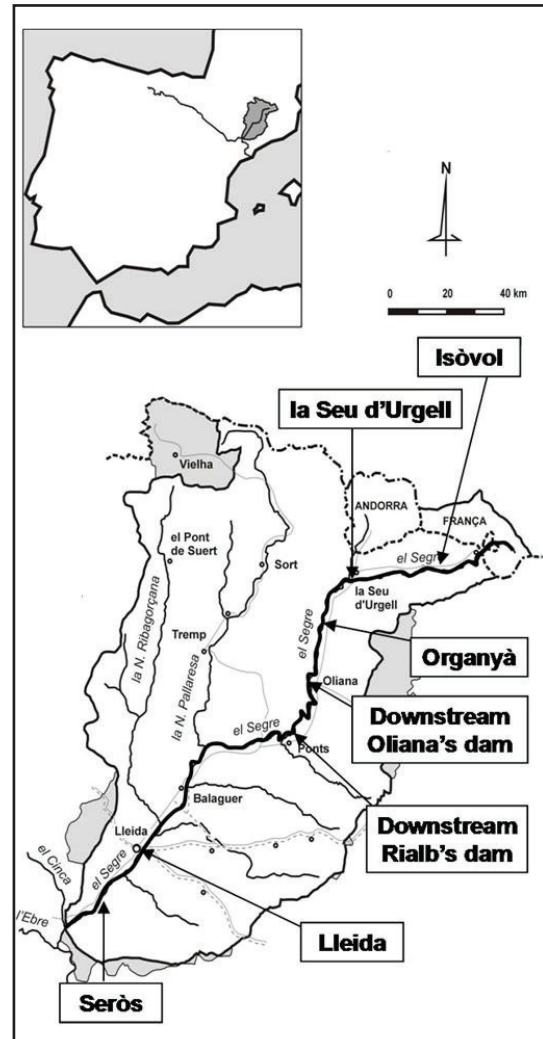 N
0 20 40 km
Isòvol
la Seu d'Urgell
Vielha
ANDORRA
FRANÇA
el Pont
de Suert
Sort
el Segre
la Seu
d'Urgell
la N. Ribagorçana
la N. Pallaresa
Tremp
el Segre
Organyà
Oliana
Downstream
Oliana's dam
el Segre
Ponts
Balaguer
Downstream
Rialb's dam
Lleida
el Cinca
el Segre
l'Ebre
Lleida
Seròs